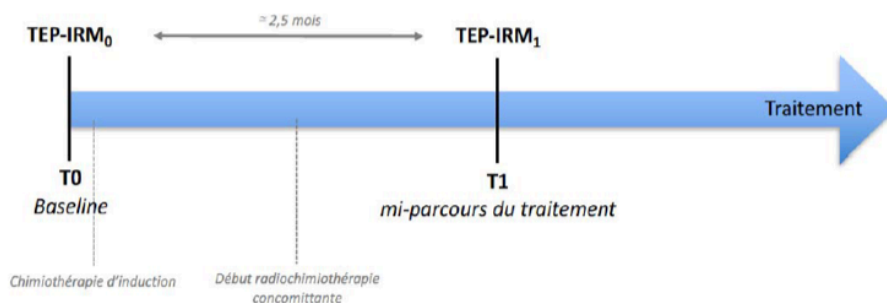 ≈ 2,5 mois
TEP-IRM₀
TEP-IRM₁
Traitement
T0
Baseline
T1
mi-parcours du traitement
Chimiothérapie d'induction
Début radiochimiothérapie
concomittante